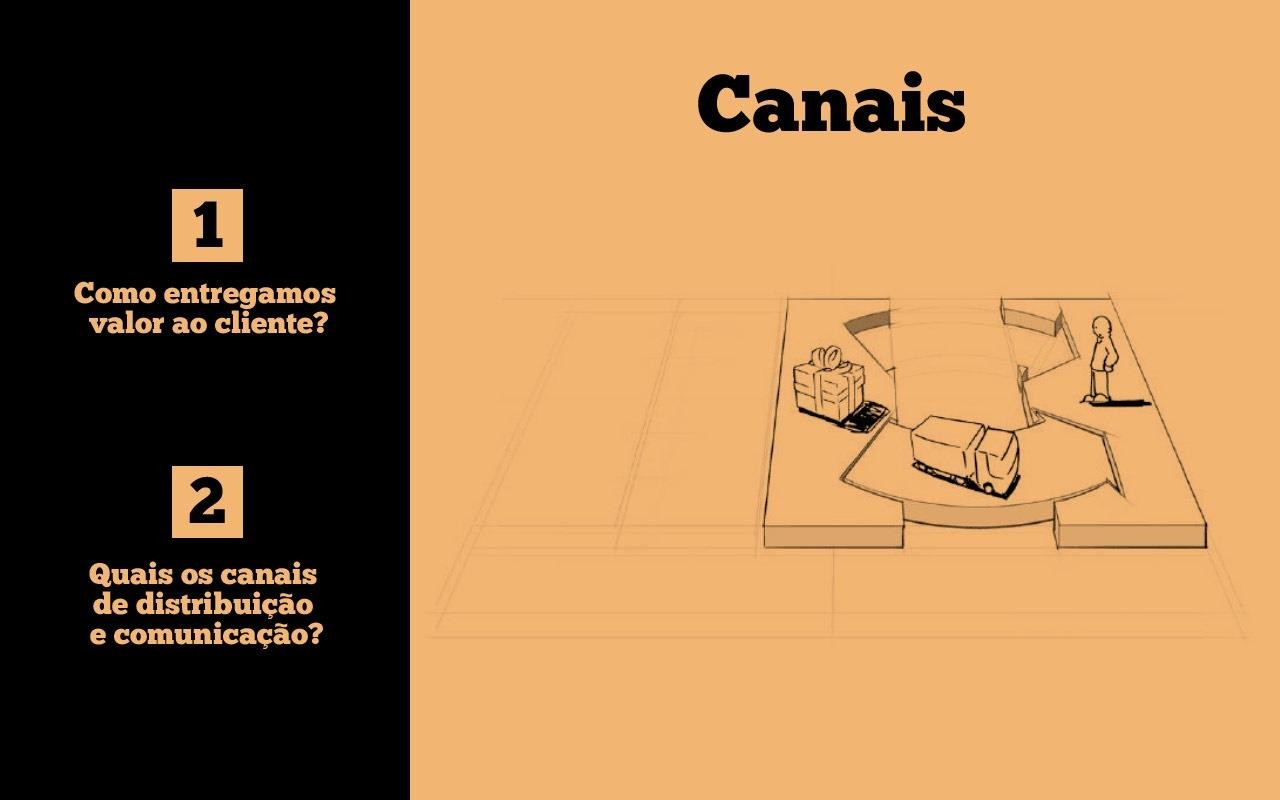 Canais
1
Como entregamos
valor ao cliente?
2
Quais os canais
de distribuição
e comunicação?